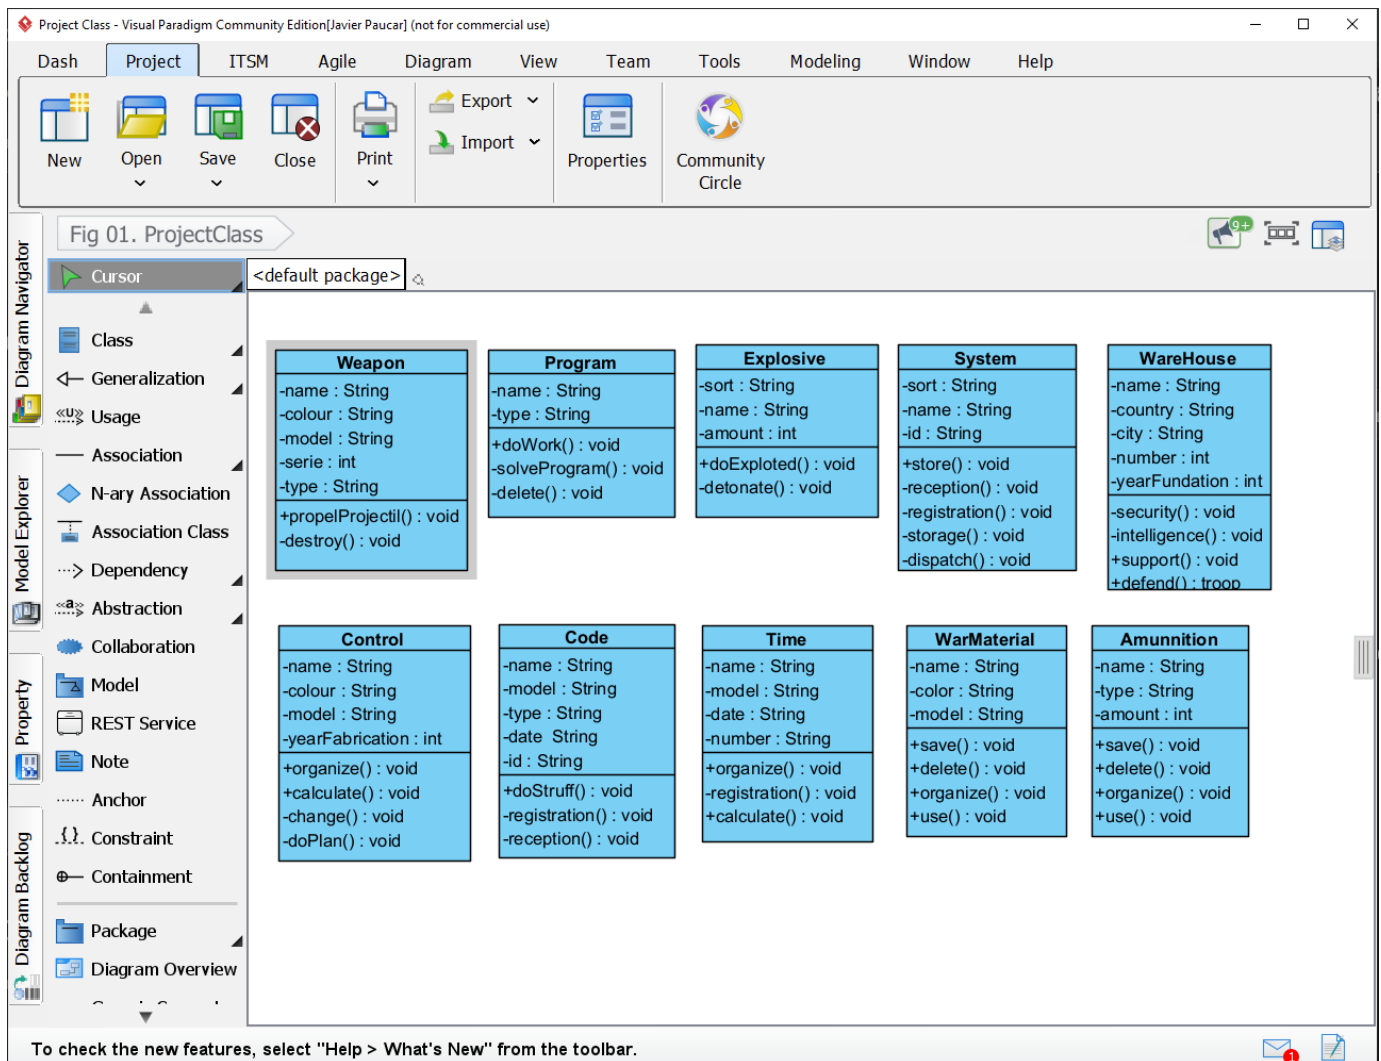 Project Class - Visual Paradigm Community Edition[Javier Paucar] (not for commercial use)
Dash Project ITSM Agile Diagram View Team Tools Modeling Window Help
New
Open
Save
Close
Print
Export
Import
Properties
Community
Circle
Fig 01. ProjectClass
9+
Diagram Navigator
Model Explorer
Property
Diagram Backlog
Cursor
Class
Generalization
«U» Usage
Association
N-ary Association
Association Class
Dependency
«a» Abstraction
Collaboration
Model
REST Service
Note
Anchor
Constraint
Containment
Package
Diagram Overview
<default package>
Weapon
-name : String
-colour : String
-model : String
-serie : int
-type : String
+propelProjectil() : void
-destroy() : void
Program
-name : String
-type : String
+doWork() : void
-solveProgram() : void
-delete() : void
Explosive
-sort : String
-name : String
-amount : int
+doExploted() : void
-detonate() : void
System
-sort : String
-name : String
-id : String
+store() : void
-reception() : void
-registration() : void
-storage() : void
-dispatch() : void
WareHouse
-name : String
-country : String
-city : String
-number : int
-yearFundation : int
-security() : void
-intelligence() : void
+support() : void
+defend() : troop
Control
-name : String
-colour : String
-model : String
-yearFabrication : int
+organize() : void
+calculate() : void
-change() : void
-doPlan() : void
Code
-name : String
-model : String
-type : String
-date String
-id : String
+doStruff() : void
-registration() : void
-reception() : void
Time
-name : String
-model : String
-date : String
-number : String
+organize() : void
-registration() : void
+calculate() : void
WarMaterial
-name : String
-color : String
-model : String
+save() : void
+delete() : void
+organize() : void
+use() : void
Amunnition
-name : String
-type : String
-amount : int
+save() : void
+delete() : void
+organize() : void
+use() : void
To check the new features, select "Help > What's New" from the toolbar.
1